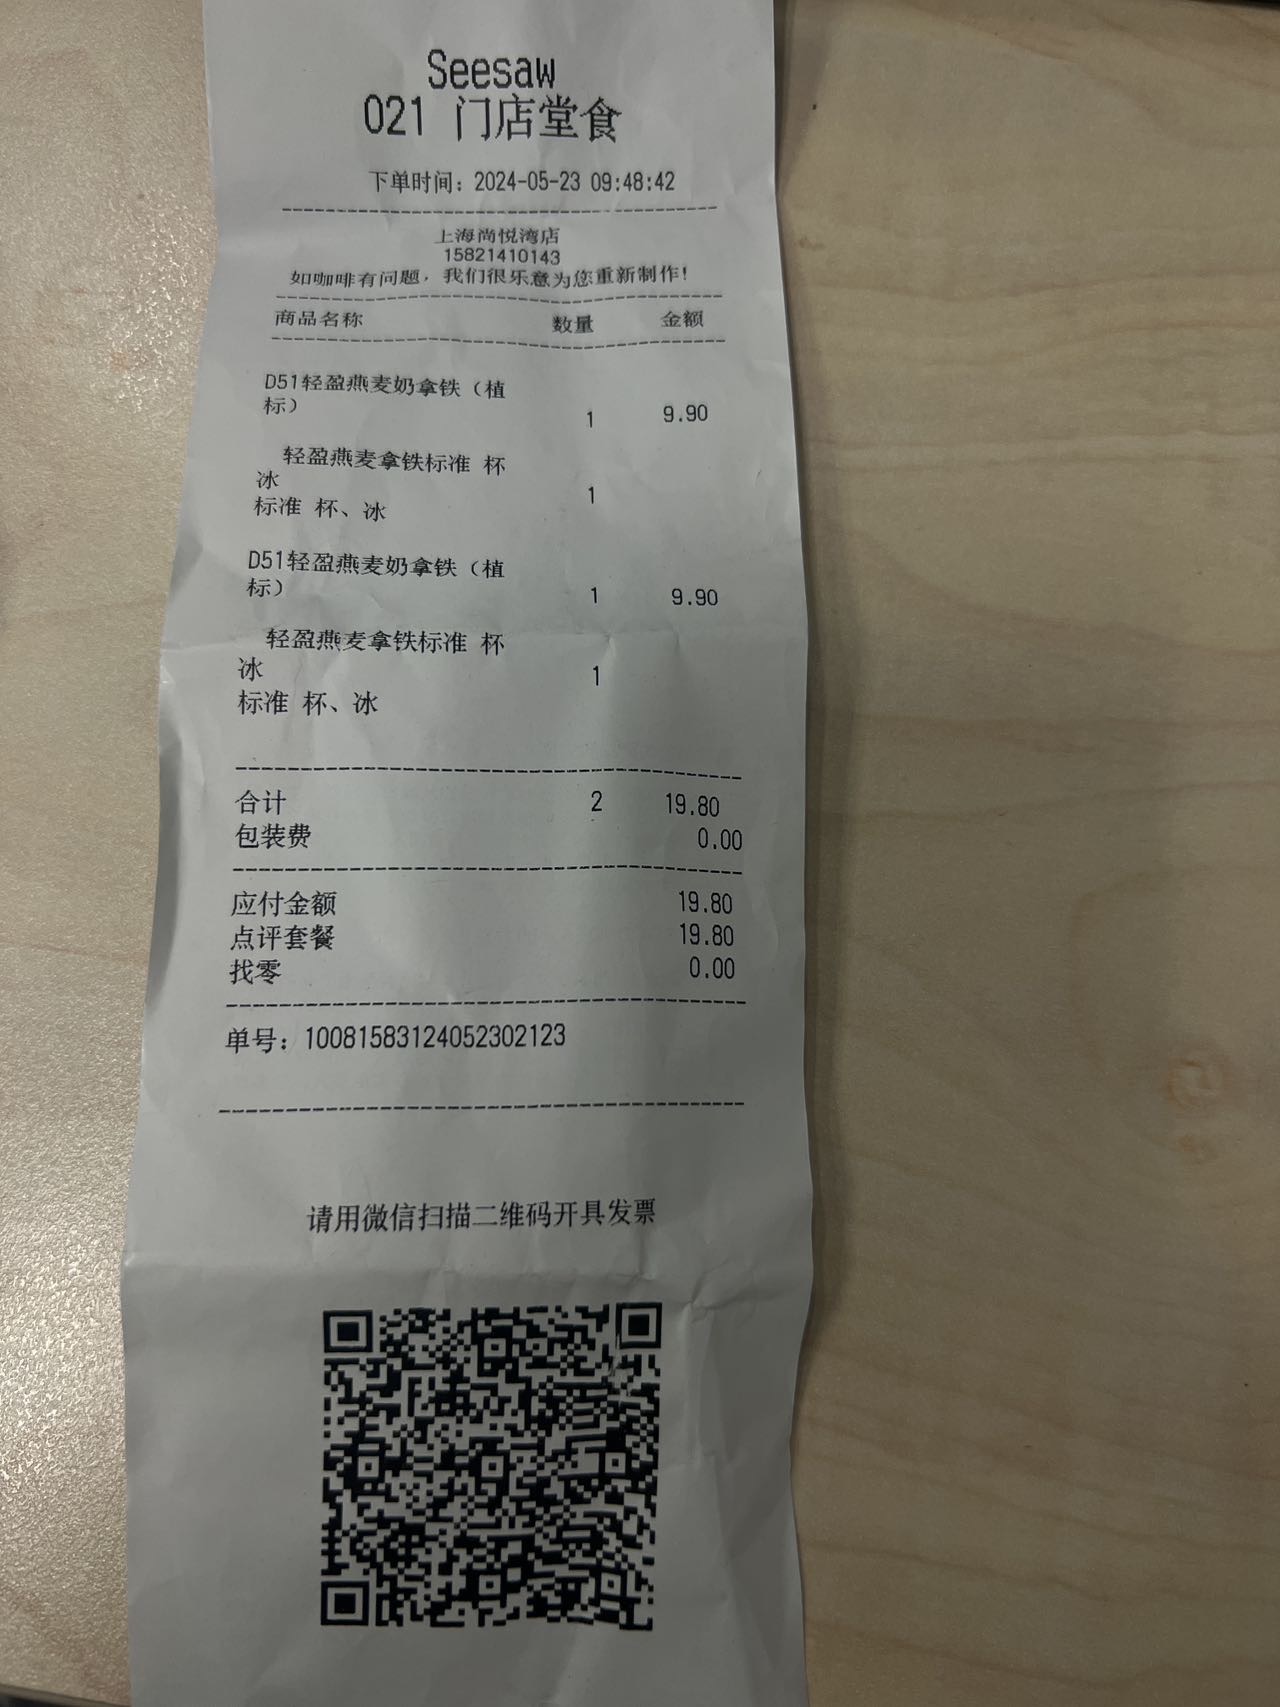 Seesaw
021 门店堂食
下单时间: 2024-05-23 09:48:42
上海尚悦湾店
15821410143
如咖啡有问题, 我们很乐意为您重新制作!
商品名称 数量 金额
D51轻盈燕麦奶拿铁（植
标） 1 9.90
轻盈燕麦拿铁标准 杯
冰 1
标准 杯、冰
D51轻盈燕麦奶拿铁（植
标） 1 9.90
轻盈燕麦拿铁标准 杯
冰 1
标准 杯、冰
合计 2 19.80
包装费 0.00
应付金额 19.80
点评套餐 19.80
找零 0.00
单号: 10081583124052302123
请用微信扫描二维码开具发票